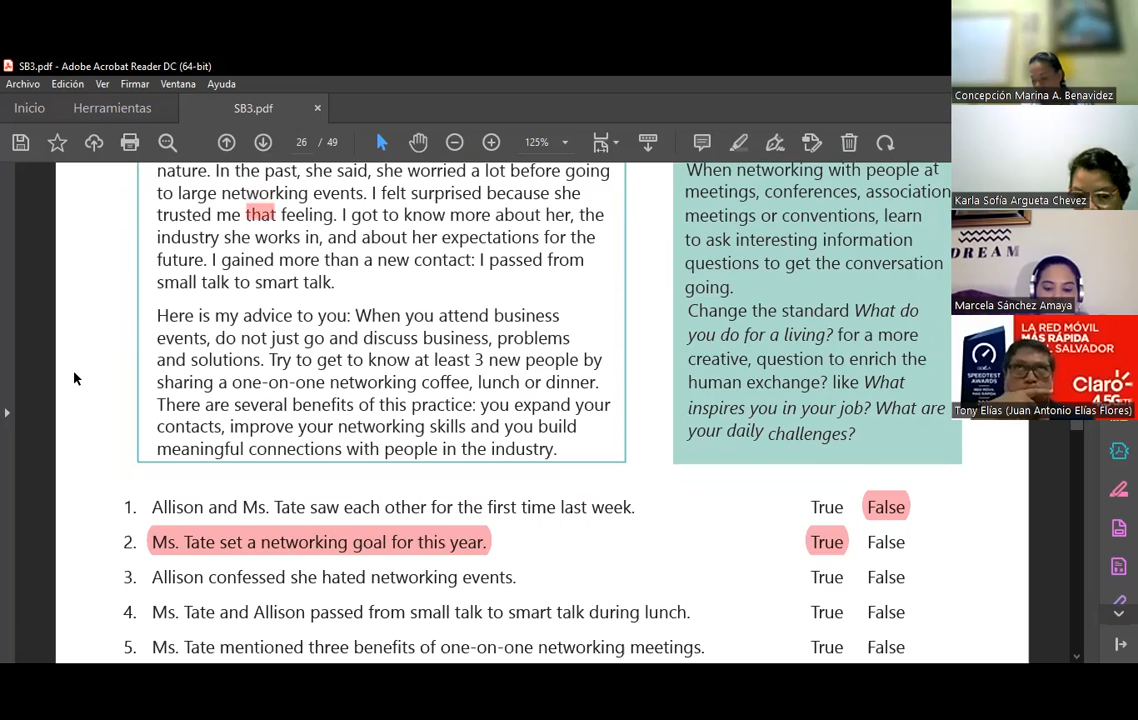 SB3.pdf - Adobe Acrobat Reader DC (64-bit)
Archivo Edición Ver Firmar Ventana Ayuda
Inicio Herramientas SB3.pdf ×
26 / 49 125%
nature. In the past, she said, she worried a lot before going
to large networking events. I felt surprised because she
trusted me that feeling. I got to know more about her, the
industry she works in, and about her expectations for the
future. I gained more than a new contact: I passed from
small talk to smart talk.
Here is my advice to you: When you attend business
events, do not just go and discuss business, problems
and solutions. Try to get to know at least 3 new people by
sharing a one-on-one networking coffee, lunch or dinner.
There are several benefits of this practice: you expand your
contacts, improve your networking skills and you build
meaningful connections with people in the industry.
When networking with people at
meetings, conferences, association
meetings or conventions, learn
to ask interesting information
questions to get the conversation
going.
Change the standard What do
you do for a living? for a more
creative, question to enrich the
human exchange? like What
inspires you in your job? What are
your daily challenges?
1. Allison and Ms. Tate saw each other for the first time last week. True False
2. Ms. Tate set a networking goal for this year. True False
3. Allison confessed she hated networking events. True False
4. Ms. Tate and Allison passed from small talk to smart talk during lunch. True False
5. Ms. Tate mentioned three benefits of one-on-one networking meetings. True False
Concepción Marina A. Benavidez
Karla Sofía Argueta Chevez
DREAM
Marcela Sánchez Amaya
LA RED MÓVIL
MÁS RÁPIDA
SALVADOR
SPEEDTEST
AWARDS
Claro
4.5G
Tony Elías (Juan Antonio Elías Flores)